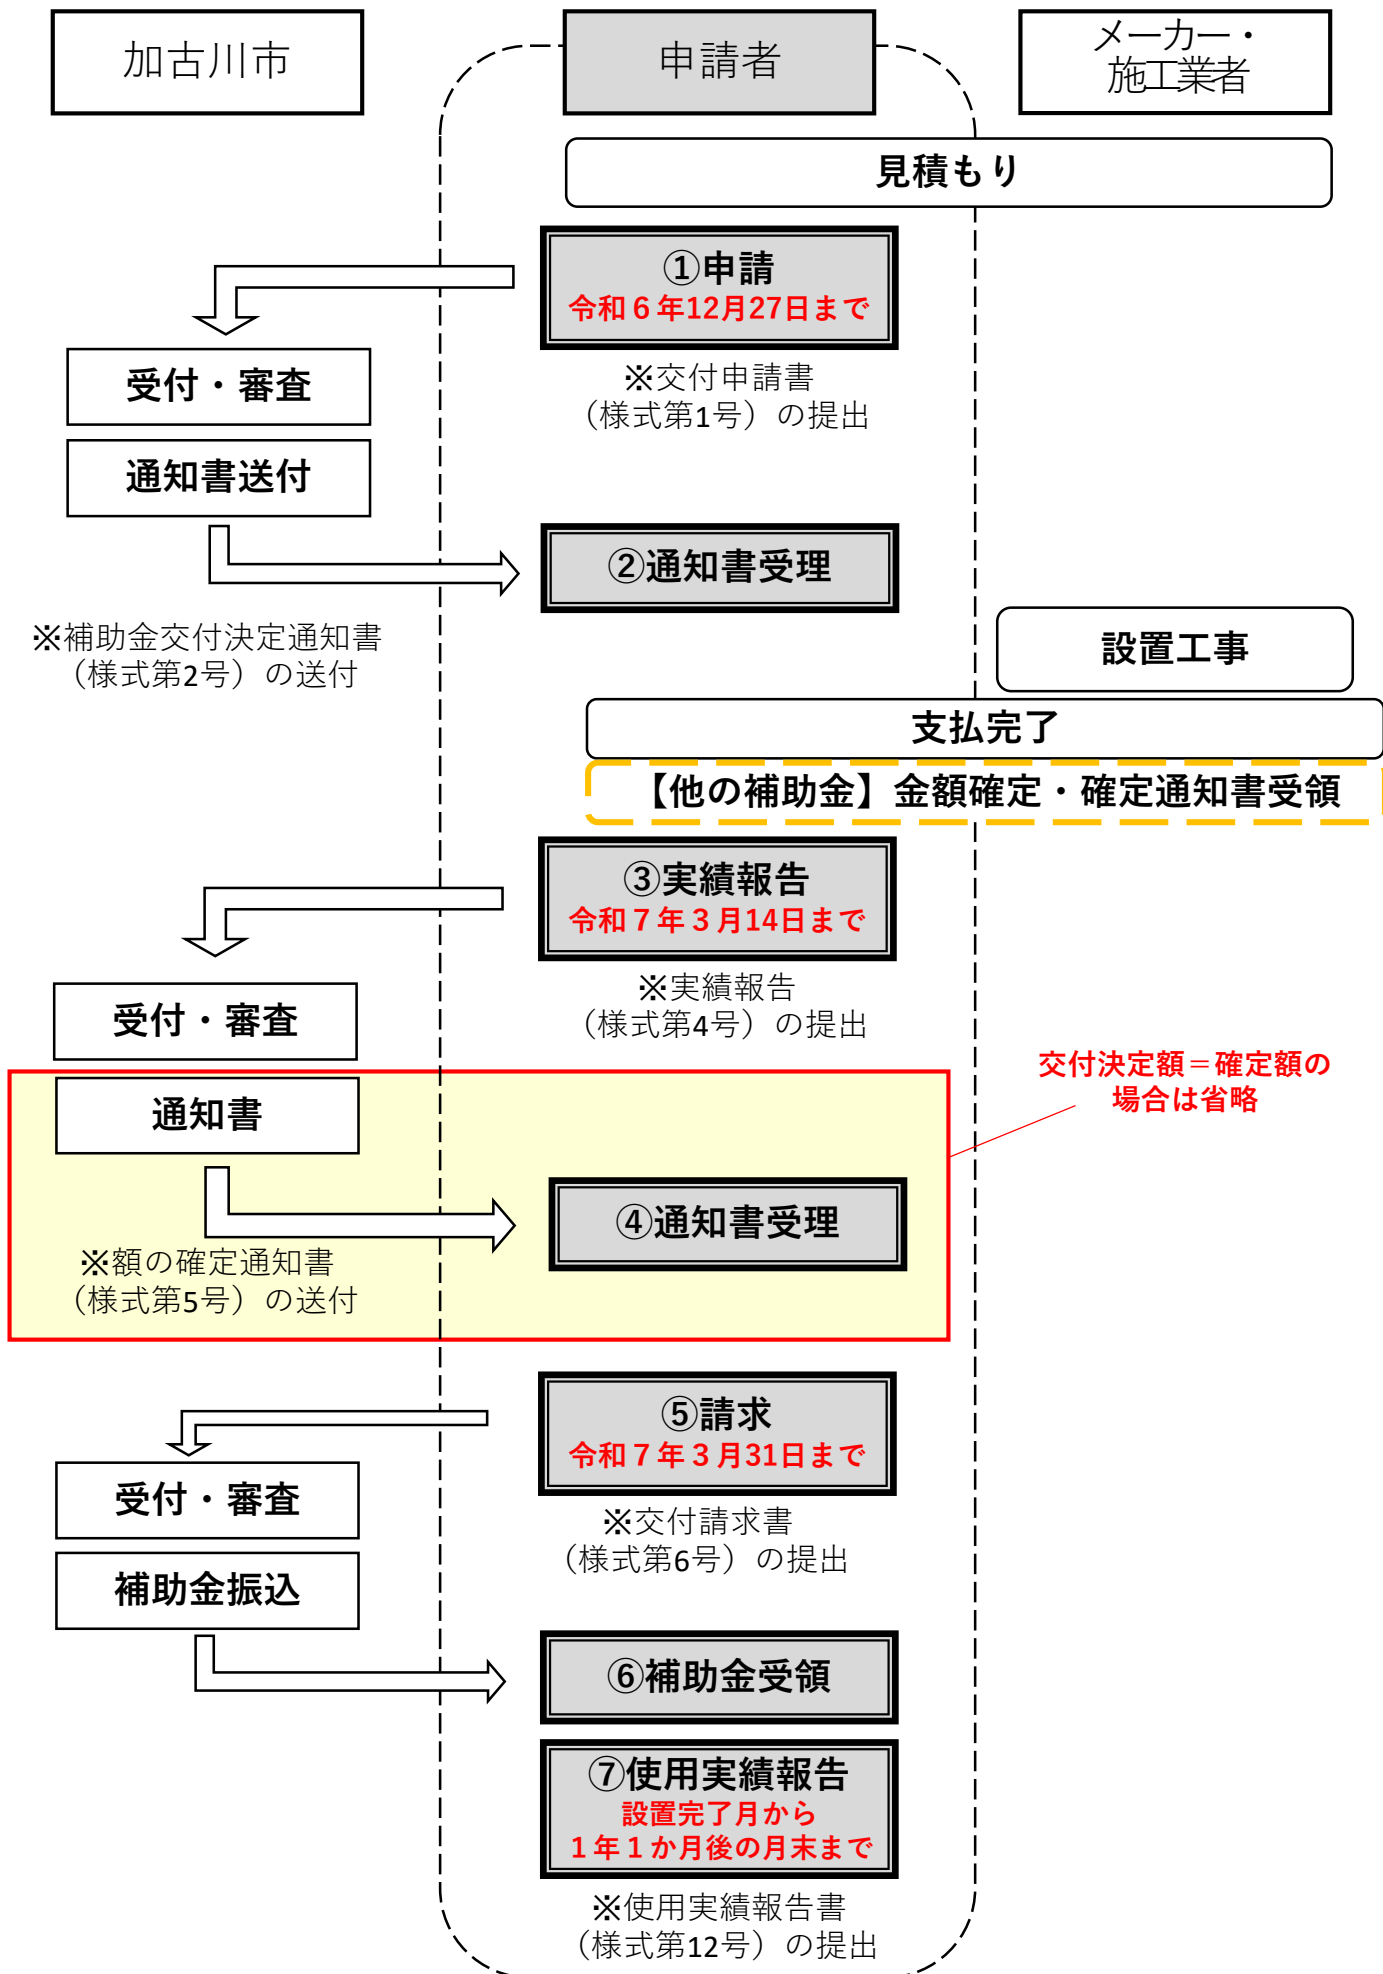 加古川市
申請者
メーカー・
施工業者
見積もり
①申請
令和６年12月27日まで
※交付申請書
（様式第1号）の提出
受付・審査
通知書送付
②通知書受理
※補助金交付決定通知書
（様式第2号）の送付
設置工事
支払完了
【他の補助金】金額確定・確定通知書受領
③実績報告
令和７年３月14日まで
※実績報告
（様式第4号）の提出
受付・審査
交付決定額＝確定額の
場合は省略
通知書
④通知書受理
※額の確定通知書
（様式第5号）の送付
⑤請求
令和７年３月31日まで
※交付請求書
（様式第6号）の提出
受付・審査
補助金振込
⑥補助金受領
⑦使用実績報告
設置完了月から
１年１か月後の月末まで
※使用実績報告書
（様式第12号）の提出